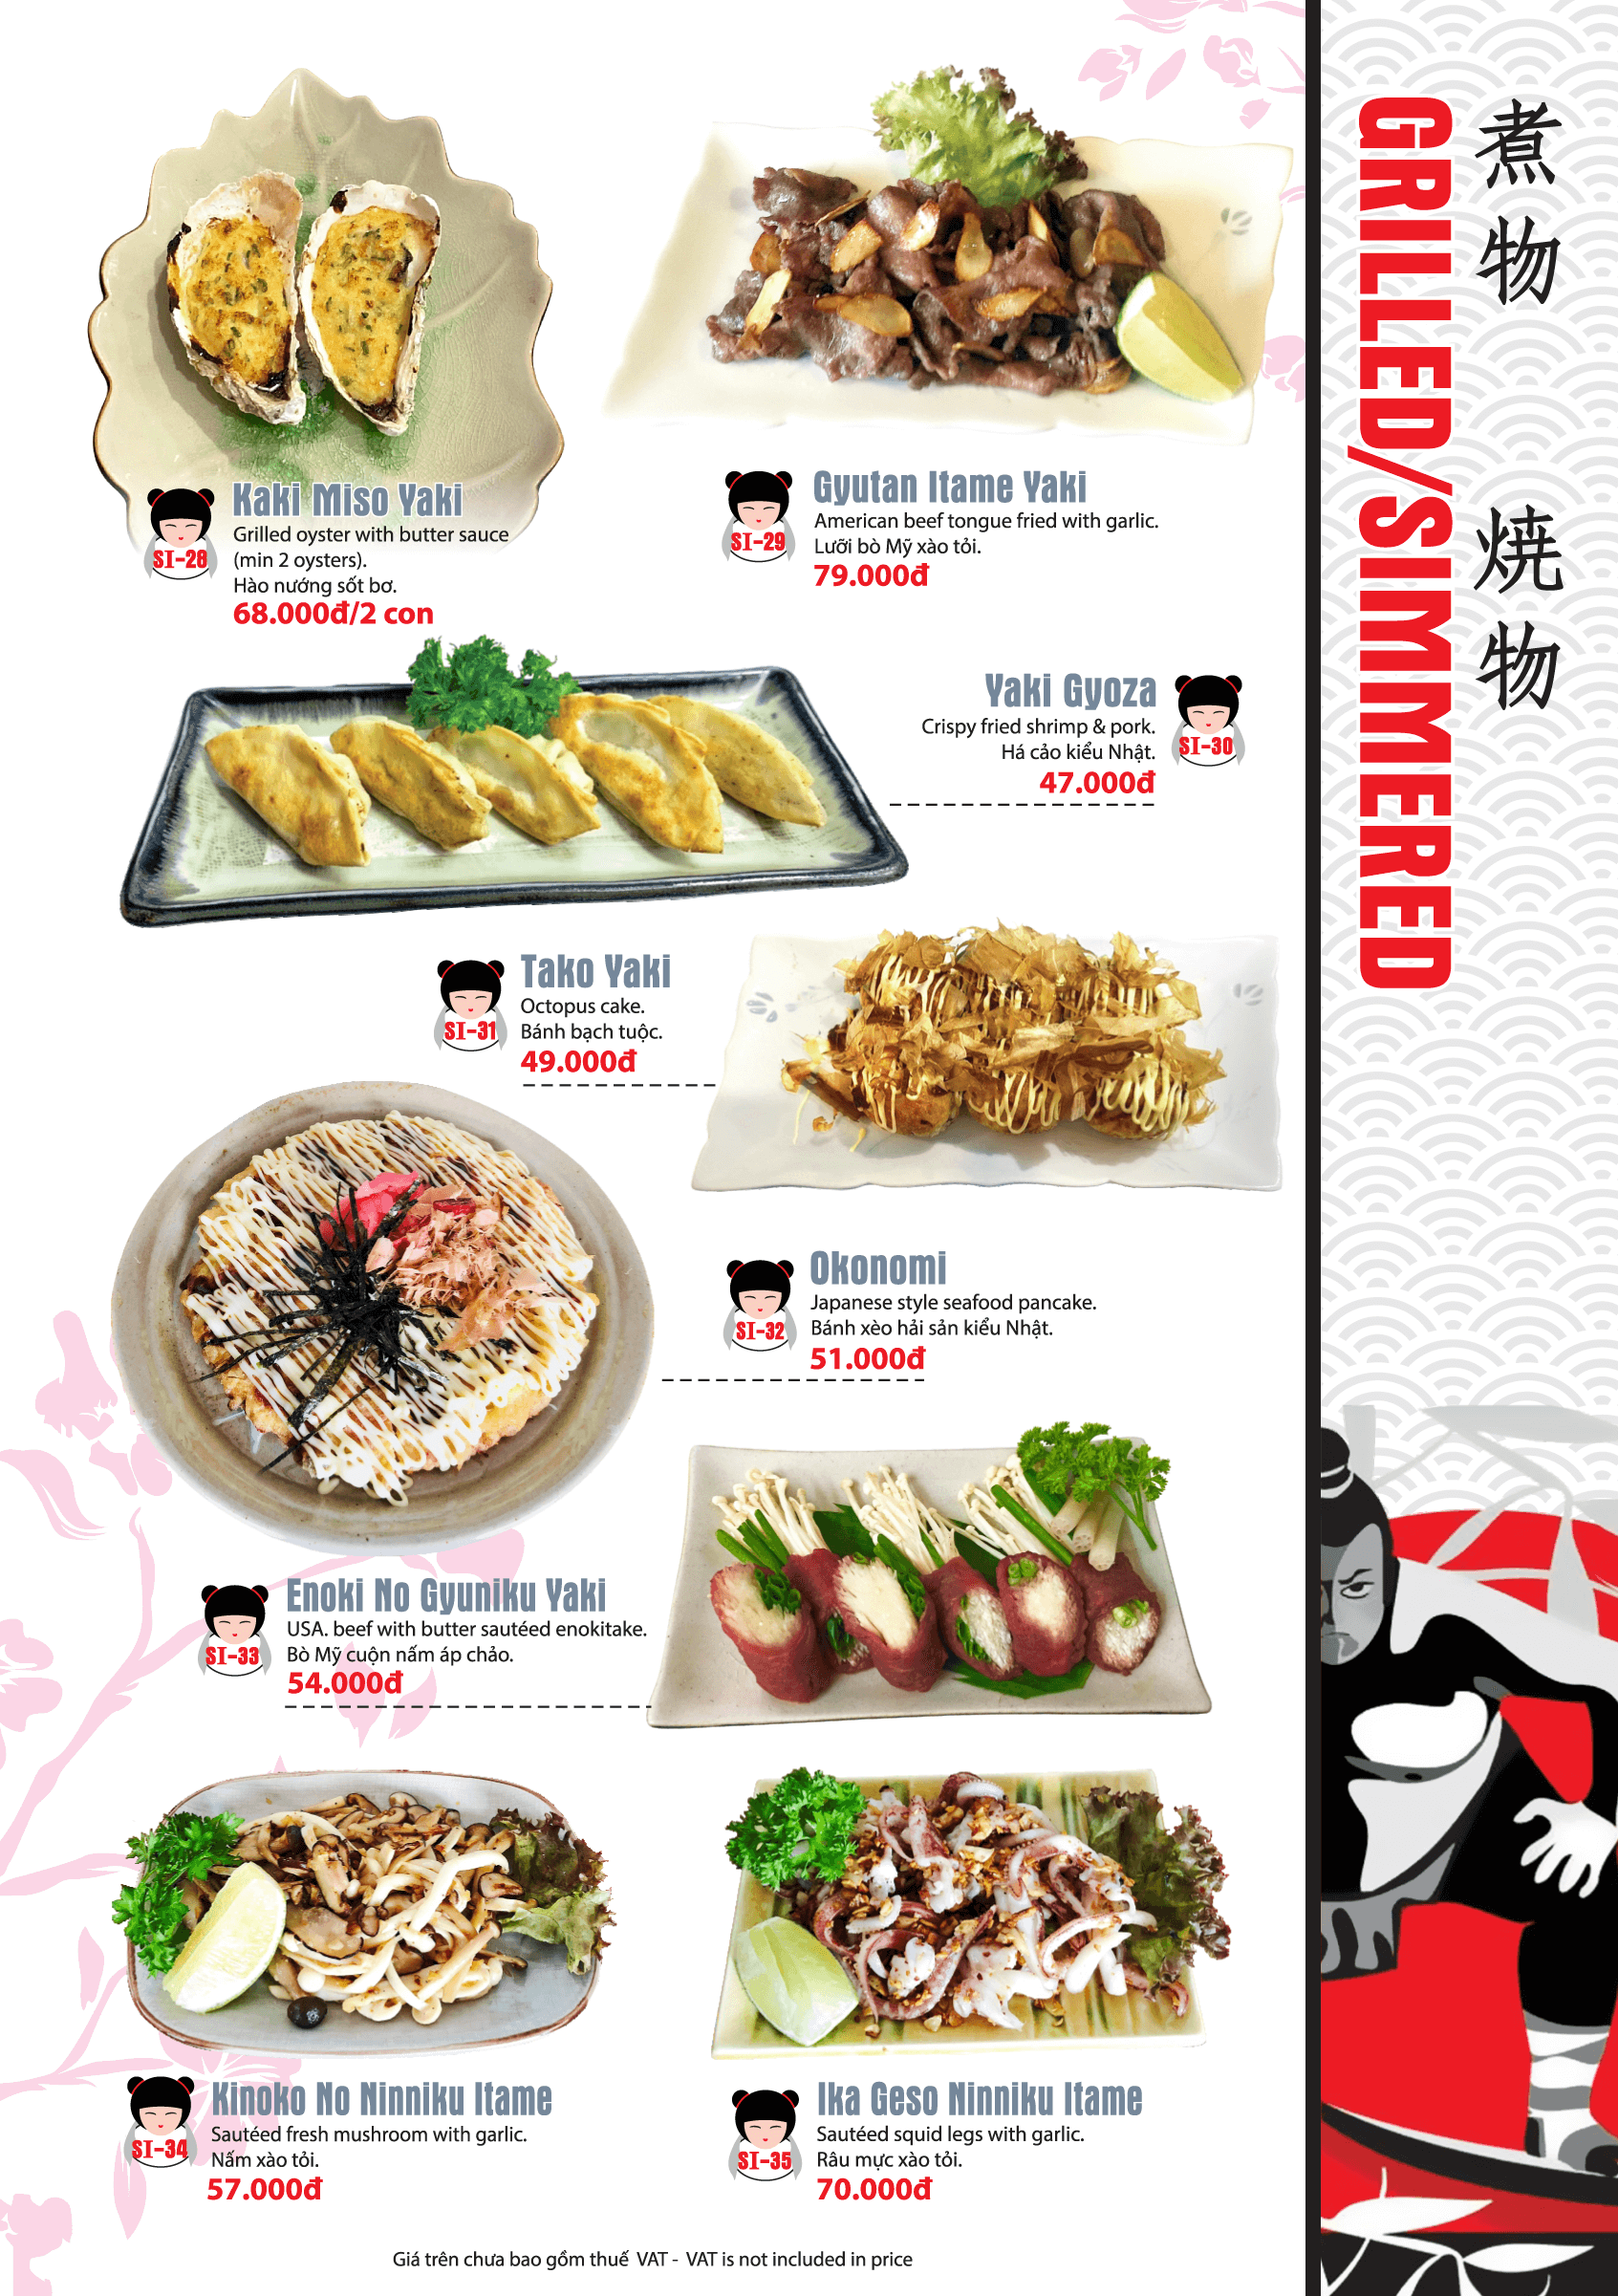 Kaki Miso Yaki
SI-28
Grilled oyster with butter sauce
(min 2 oysters).
Hào nướng sốt bơ.
68.000đ/2 con
Gyutan Itame Yaki
SI-29
American beef tongue fried with garlic.
Lưỡi bò Mỹ xào tỏi.
79.000đ
Yaki Gyoza
SI-30
Crispy fried shrimp & pork.
Há cảo kiểu Nhật.
47.000đ
Tako Yaki
SI-31
Octopus cake.
Bánh bạch tuộc.
49.000đ
Okonomi
SI-32
Japanese style seafood pancake.
Bánh xèo hải sản kiểu Nhật.
51.000đ
Enoki No Gyuniku Yaki
SI-33
USA. beef with butter sautéed enokitake.
Bò Mỹ cuộn nấm áp chảo.
54.000đ
Kinoko No Ninniku Itame
SI-34
Sautéed fresh mushroom with garlic.
Nấm xào tỏi.
57.000đ
Ika Geso Ninniku Itame
SI-35
Sautéed squid legs with garlic.
Râu mực xào tỏi.
70.000đ
Giá trên chưa bao gồm thuế VAT - VAT is not included in price
煮物 焼物
GRILLED/SIMMERED